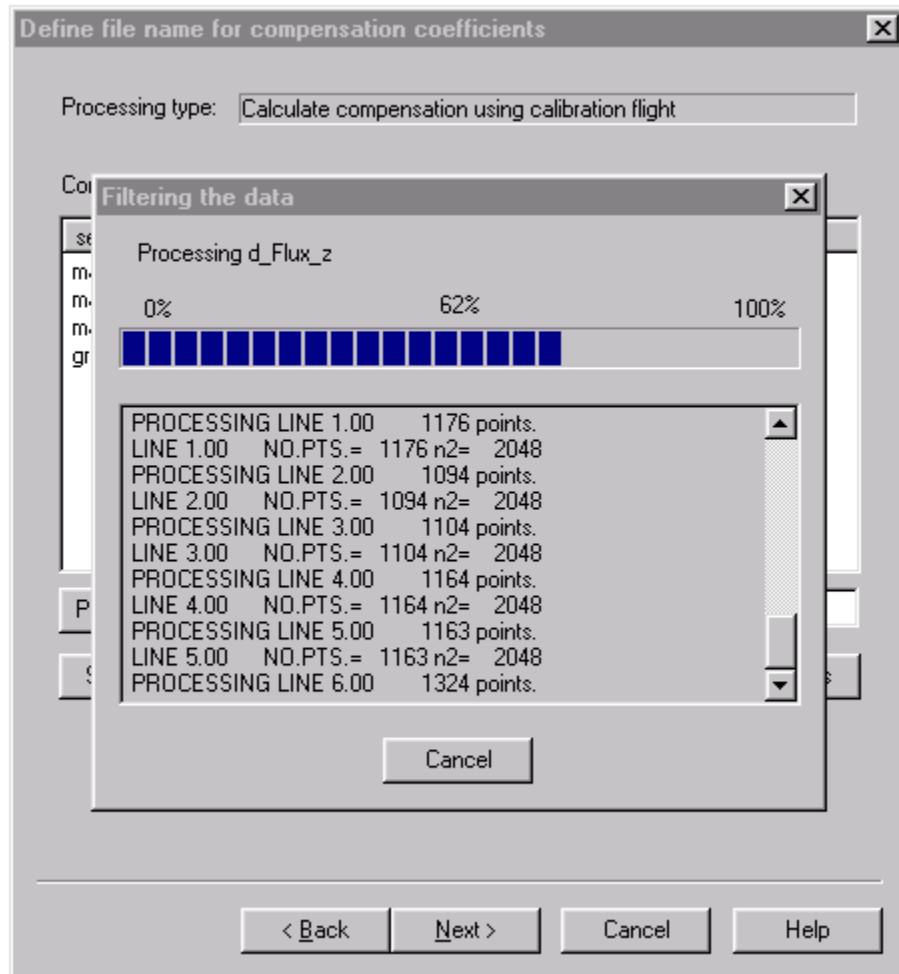 Define file name for compensation coefficients
Processing type: Calculate compensation using calibration flight
Filtering the data
Processing d_Flux_z
0% 62% 100%
PROCESSING LINE 1.00 1176 points.
LINE 1.00 NO.PTS.= 1176 n2= 2048
PROCESSING LINE 2.00 1094 points.
LINE 2.00 NO.PTS.= 1094 n2= 2048
PROCESSING LINE 3.00 1104 points.
LINE 3.00 NO.PTS.= 1104 n2= 2048
PROCESSING LINE 4.00 1164 points.
LINE 4.00 NO.PTS.= 1164 n2= 2048
PROCESSING LINE 5.00 1163 points.
LINE 5.00 NO.PTS.= 1163 n2= 2048
PROCESSING LINE 6.00 1324 points.
Cancel
< Back Next > Cancel Help